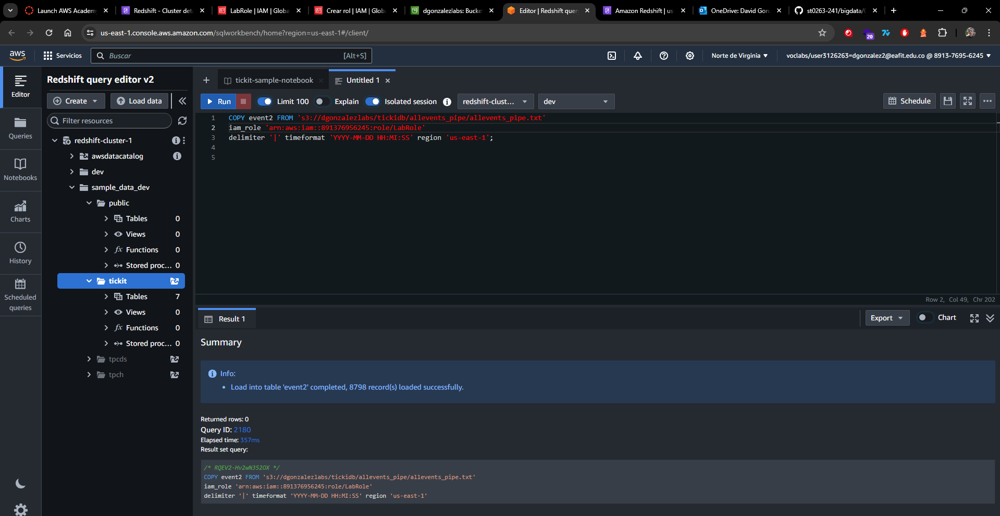 Launch AWS Academ
Redshift - Cluster det
LabRole | IAM | Globa
Crear rol | IAM | Glob
dgonzalezlabs: Bucke
Editor | Redshift quer
Amazon Redshift | us
OneDrive: David Gon
st0263-241/bigdata/0
us-east-1.console.aws.amazon.com/sqlworkbench/home?region=us-east-1#/client/
20
aws
Servicios
Buscar
[Alt+S]
Norte de Virginia
voclabs/user3126263=dgonzalez2@eafit.edu.co @ 8913-7695-6245
Editor
Queries
Notebooks
Charts
History
Scheduled
queries
Redshift query editor v2
Create
Load data
Filter resources
redshift-cluster-1
awsdatacatalog
dev
sample_data_dev
public
Tables 0
Views 0
fx Functions 0
Stored proc... 0
tickit
Tables 7
Views 0
fx Functions 0
Stored proc... 0
tpcds
tpch
tickit-sample-notebook
Untitled 1
Run
Limit 100
Explain
Isolated session
redshift-clust...
dev
Schedule
1 COPY event2 FROM 's3://dgonzalezlabs/tickidb/allevents_pipe/allevents_pipe.txt'
2 iam_role 'arn:aws:iam::891376956245:role/LabRole'
3 delimiter '|' timeformat 'YYYY-MM-DD HH:MI:SS' region 'us-east-1';
4
5
Row 2, Col 49, Chr 202
Result 1
Export
Chart
Summary
Info:
• Load into table 'event2' completed, 8798 record(s) loaded successfully.
Returned rows: 0
Query ID: 2180
Elapsed time: 357ms
Result set query:
/* RQEV2-Hv2wN352OX */
COPY event2 FROM 's3://dgonzalezlabs/tickidb/allevents_pipe/allevents_pipe.txt'
iam_role 'arn:aws:iam::891376956245:role/LabRole'
delimiter '|' timeformat 'YYYY-MM-DD HH:MI:SS' region 'us-east-1'